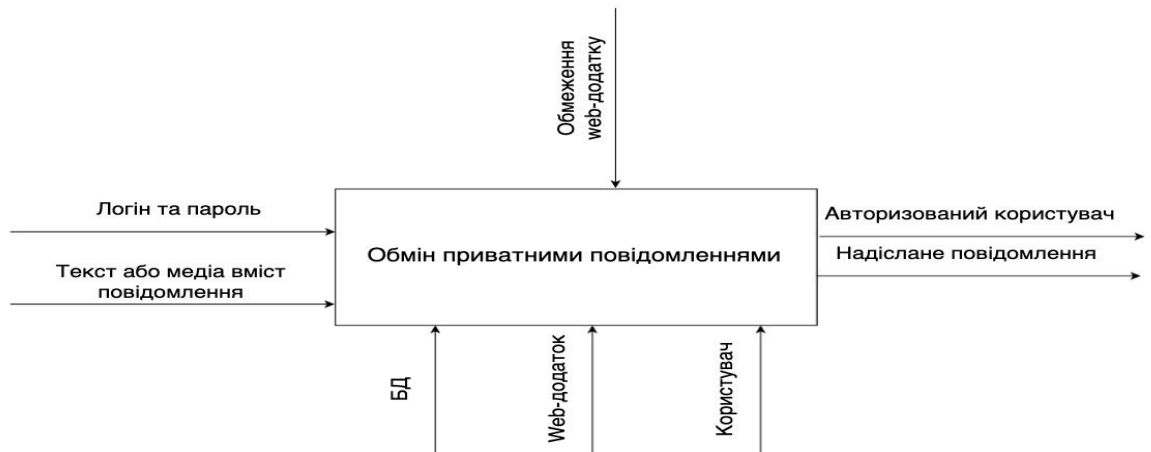 Обмеження
web-додатку
Логін та пароль
Текст або медіа вміст
повідомлення
Обмін приватними повідомленнями
Авторизований користувач
Надіслане повідомлення
БД
Web-додаток
Користувач